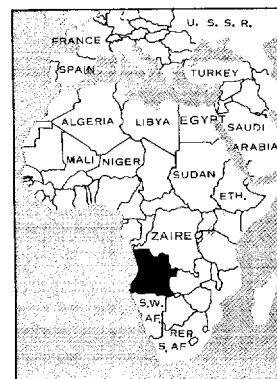 U. S. S. R.
FRANCE
SPAIN
TURKEY
ALGERIA
LIBYA
EGYPT
SAUDI
ARABIA
MALI
NIGER
SUDAN
ETH.
ZAIRE
S.W.
AF.
REP.
S. AF.